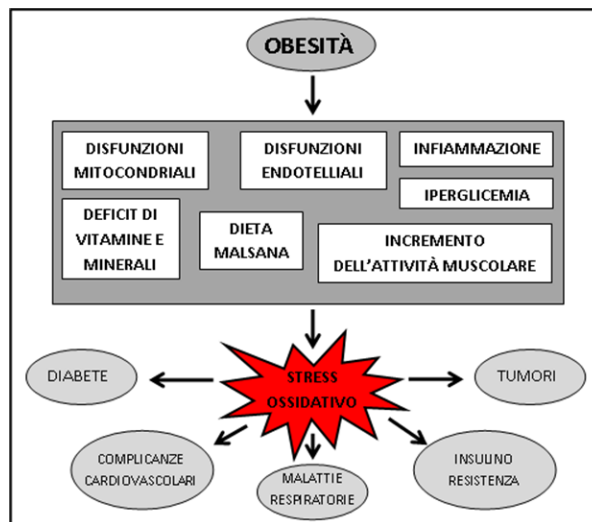 OBESITÀ
DISFUNZIONI
MITOCONDRIALI
DISFUNZIONI
ENDOTELLIALI
INFIAMMAZIONE
IPERGLICEMIA
DEFICIT DI
VITAMINE E
MINERALI
DIETA
MALSANA
INCREMENTO
DELL'ATTIVITÀ MUSCOLARE
STRESS
OSSIDATIVO
DIABETE
TUMORI
COMPLICANZE
CARDIOVASCOLARI
MALATTIE
RESPIRATORIE
INSULINO
RESISTENZA